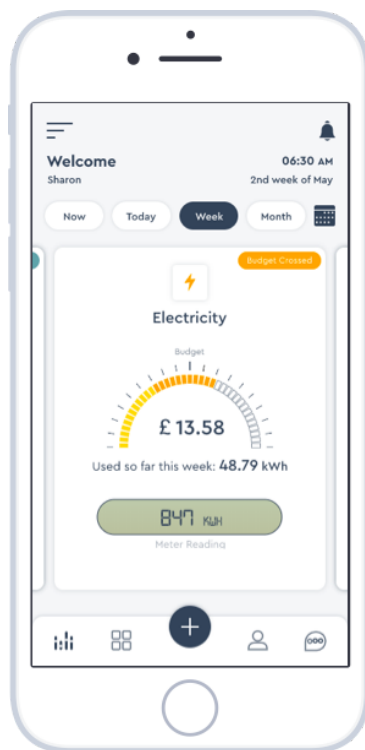 Welcome
06:30 AM
Sharon
2nd week of May
Now
Today
Week
Month
Budget Crossed
Electricity
Budget
£ 13.58
Used so far this week: 48.79 kWh
847 KWH
Meter Reading